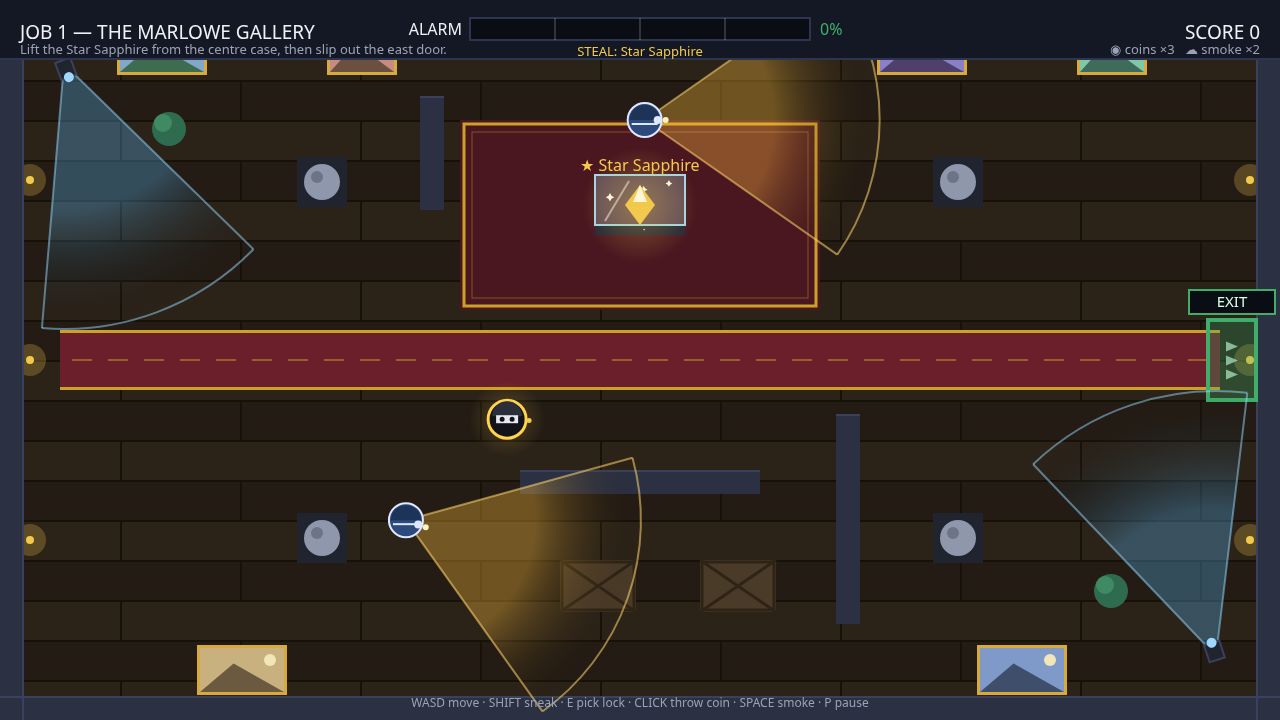 JOB 1 — THE MARLOWE GALLERY
Lift the Star Sapphire from the centre case, then slip out the east door.
ALARM
0%
STEAL: Star Sapphire
SCORE 0
◉ coins ×3 ☁ smoke ×2
★ Star Sapphire
EXIT
WASD move · SHIFT sneak · E pick lock · CLICK throw coin · SPACE smoke · P pause